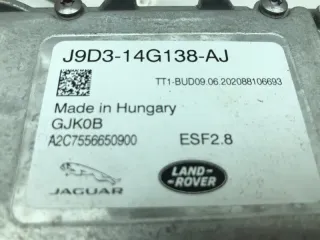 J9D3-14G138-AJ
TT1-BUD09.06.202088106693
Made in Hungary
GJK0B
A2C7556650900 ESF2.8
JAGUAR LAND-ROVER